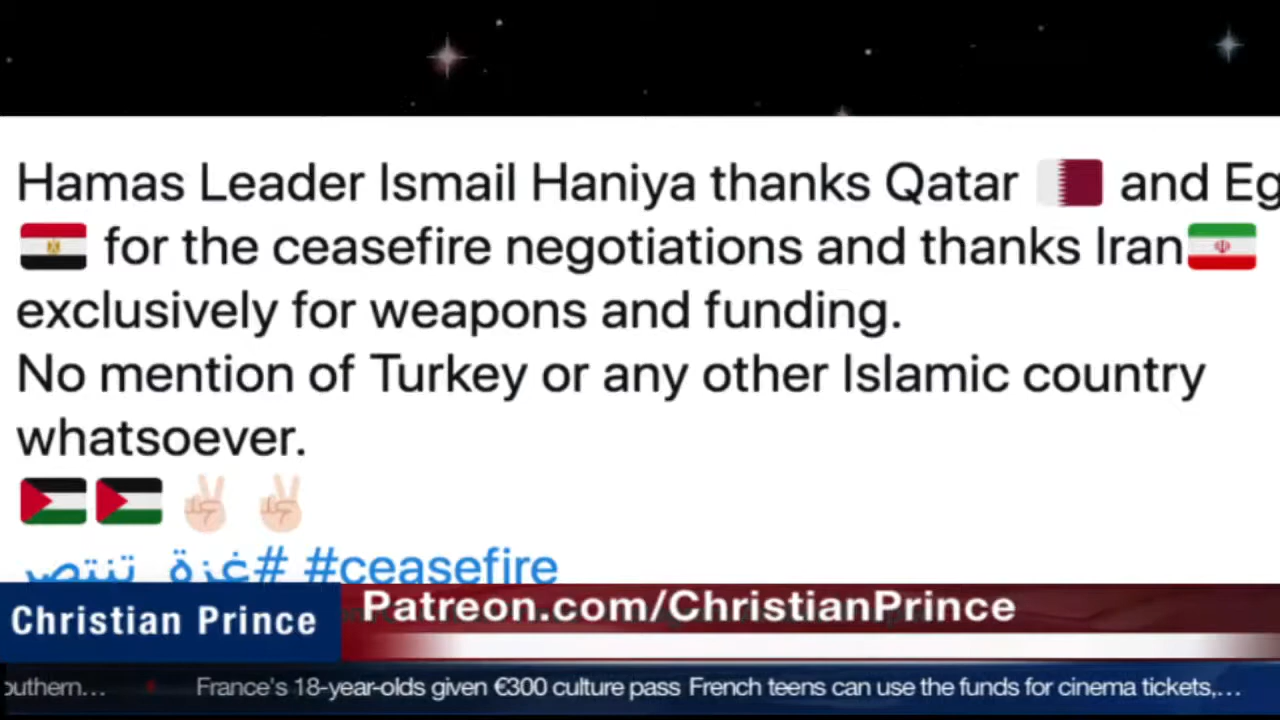 Hamas Leader Ismail Haniya thanks Qatar 🇶🇦 and Eg
🇪🇬 for the ceasefire negotiations and thanks Iran🇮🇷
exclusively for weapons and funding.
No mention of Turkey or any other Islamic country
whatsoever.
🇵🇸🇵🇸✌🏻✌🏻
#غزة_تنتصر #ceasefire
Christian Prince
Patreon.com/ChristianPrince
outhern... France's 18-year-olds given €300 culture pass French teens can use the funds for cinema tickets,...